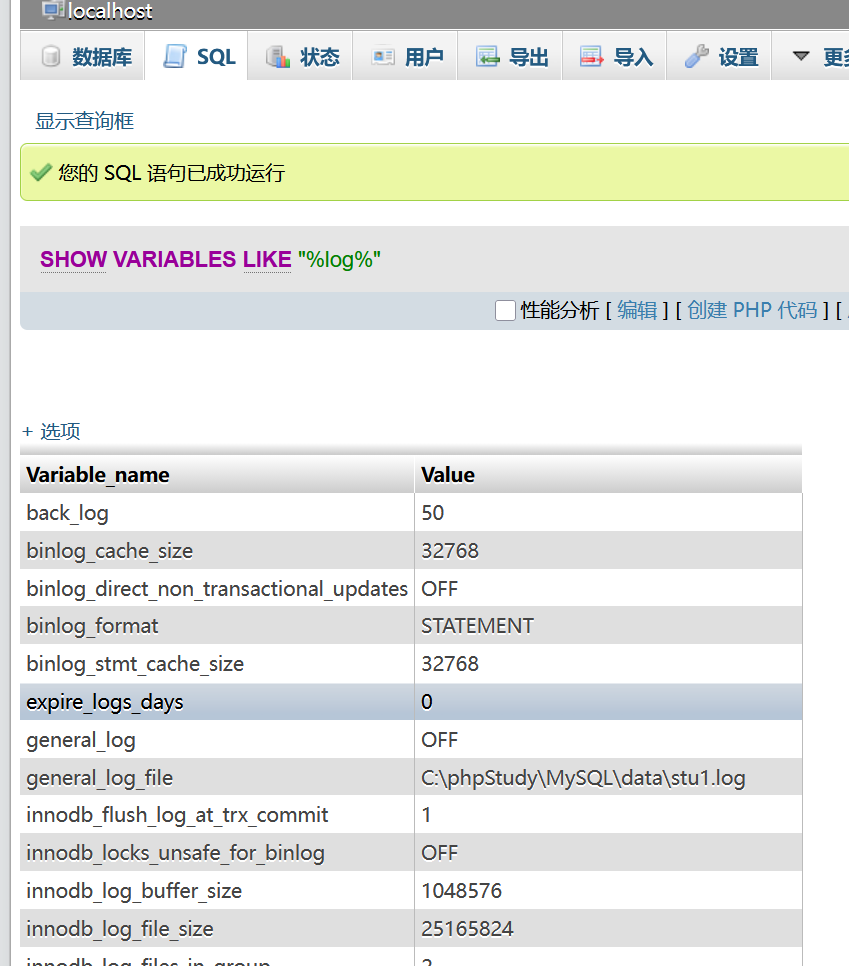 localhost
数据库 SQL 状态 用户 导出 导入 设置 更多
显示查询框
您的 SQL 语句已成功运行
SHOW VARIABLES LIKE "%log%"
性能分析 [ 编辑 ] [ 创建 PHP 代码 ] [
+ 选项
Variable_name Value
back_log 50
binlog_cache_size 32768
binlog_direct_non_transactional_updates OFF
binlog_format STATEMENT
binlog_stmt_cache_size 32768
expire_logs_days 0
general_log OFF
general_log_file C:\phpStudy\MySQL\data\stu1.log
innodb_flush_log_at_trx_commit 1
innodb_locks_unsafe_for_binlog OFF
innodb_log_buffer_size 1048576
innodb_log_file_size 25165824
innodb_log_files_in_group 2